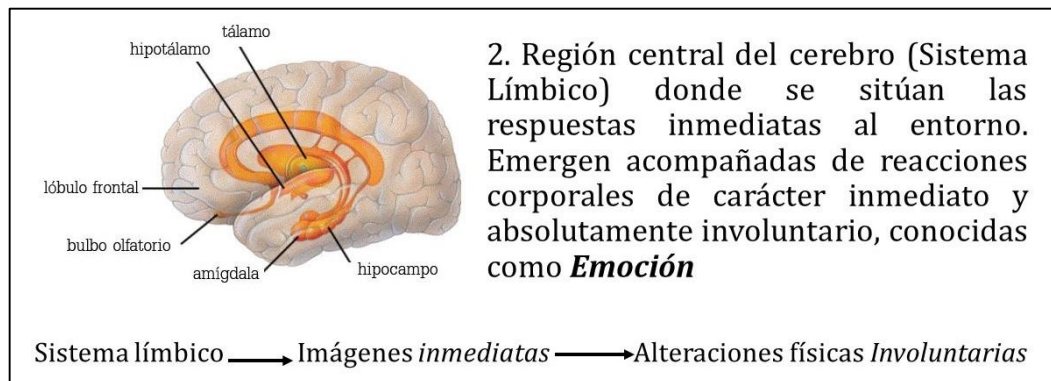 tálamo
hipotálamo
lóbulo frontal
bulbo olfatorio
amígdala
hipocampo
2. Región central del cerebro (Sistema
Límbico) donde se sitúan las
respuestas inmediatas al entorno.
Emergen acompañadas de reacciones
corporales de carácter inmediato y
absolutamente involuntario, conocidas
como Emoción
Sistema límbico Imágenes inmediatas Alteraciones físicas Involuntarias